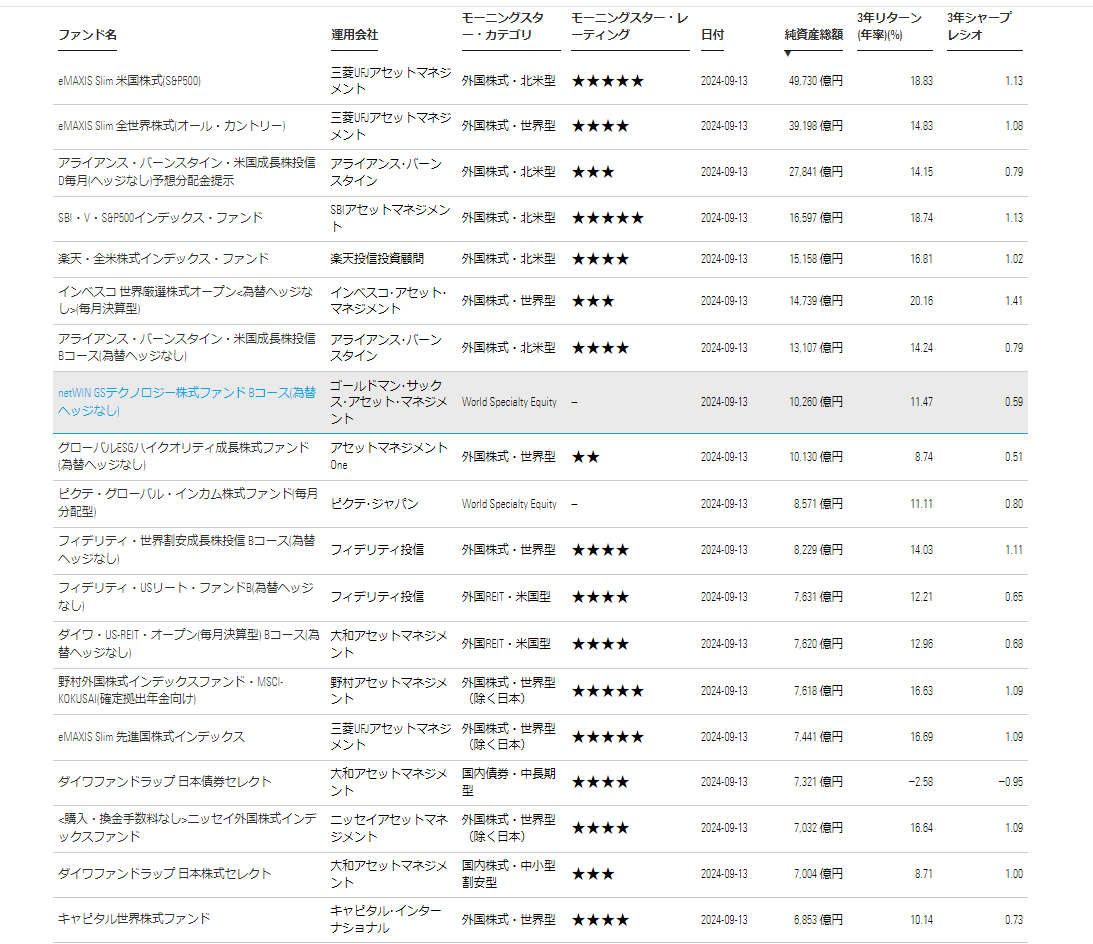 ファンド名 運用会社 モーニングスター・カテゴリ モーニングスター・レーティング 日付 純資産総額 3年リターン(年率)(%) 3年シャープレシオ
▼
eMAXIS Slim 米国株式(S&P500) 三菱UFJアセットマネジメント 外国株式・北米型 ★★★★★ 2024-09-13 49,730 億円 18.83 1.13
eMAXIS Slim 全世界株式(オール・カントリー) 三菱UFJアセットマネジメント 外国株式・世界型 ★★★★ 2024-09-13 39,198 億円 14.83 1.08
アライアンス・バーンスタイン・米国成長株投信D毎月(ヘッジなし)予想分配金提示 アライアンス・バーンスタイン 外国株式・北米型 ★★★ 2024-09-13 27,841 億円 14.15 0.79
SBI・V・S&P500インデックス・ファンド SBIアセットマネジメント 外国株式・北米型 ★★★★★ 2024-09-13 16,597 億円 18.74 1.13
楽天・全米株式インデックス・ファンド 楽天投信投資顧問 外国株式・北米型 ★★★★ 2024-09-13 15,158 億円 16.81 1.02
インベスコ 世界厳選株式オープン<為替ヘッジなし>(毎月決算型) インベスコ・アセット・マネジメント 外国株式・世界型 ★★★ 2024-09-13 14,739 億円 20.16 1.41
アライアンス・バーンスタイン・米国成長株投信Bコース(為替ヘッジなし) アライアンス・バーンスタイン 外国株式・北米型 ★★★★ 2024-09-13 13,107 億円 14.24 0.79
netWIN GSテクノロジー株式ファンド Bコース(為替ヘッジなし) ゴールドマン・サックス・アセット・マネジメント World Specialty Equity – 2024-09-13 10,260 億円 11.47 0.59
グローバルESGハイクオリティ成長株式ファンド(為替ヘッジなし) アセットマネジメントOne 外国株式・世界型 ★★ 2024-09-13 10,130 億円 8.74 0.51
ピクテ・グローバル・インカム株式ファンド(毎月分配型) ピクテ・ジャパン World Specialty Equity – 2024-09-13 8,571 億円 11.11 0.80
フィデリティ・世界割安成長株投信 Bコース(為替ヘッジなし) フィデリティ投信 外国株式・世界型 ★★★★ 2024-09-13 8,229 億円 14.03 1.11
フィデリティ・USリート・ファンドB(為替ヘッジなし) フィデリティ投信 外国REIT・米国型 ★★★★ 2024-09-13 7,631 億円 12.21 0.65
ダイワ・US-REIT・オープン(毎月決算型) Bコース(為替ヘッジなし) 大和アセットマネジメント 外国REIT・米国型 ★★★★ 2024-09-13 7,620 億円 12.96 0.68
野村外国株式インデックスファンド・MSCI-KOKUSAI(確定拠出年金向け) 野村アセットマネジメント 外国株式・世界型（除く日本） ★★★★★ 2024-09-13 7,618 億円 16.63 1.09
eMAXIS Slim 先進国株式インデックス 三菱UFJアセットマネジメント 外国株式・世界型（除く日本） ★★★★★ 2024-09-13 7,441 億円 16.69 1.09
ダイワファンドラップ 日本債券セレクト 大和アセットマネジメント 国内債券・中長期型 ★★★★ 2024-09-13 7,321 億円 −2.58 −0.95
<購入・換金手数料なし>ニッセイ外国株式インデックスファンド ニッセイアセットマネジメント 外国株式・世界型（除く日本） ★★★★ 2024-09-13 7,032 億円 16.64 1.09
ダイワファンドラップ 日本株式セレクト 大和アセットマネジメント 国内株式・中小型割安型 ★★★ 2024-09-13 7,004 億円 8.71 1.00
キャピタル世界株式ファンド キャピタル・インターナショナル 外国株式・世界型 ★★★★ 2024-09-13 6,853 億円 10.14 0.73